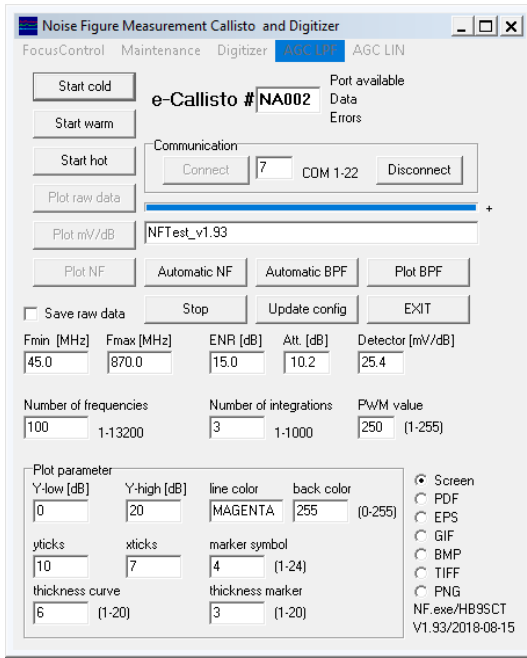 Noise Figure Measurement Callisto and Digitizer
FocusControl Maintenance Digitizer AGC LPF AGC LIN
Start cold
e-Callisto # NA002
Port available
Data
Errors
Start warm
Start hot
Communication
Connect 7 COM 1-22 Disconnect
Plot raw data
+
Plot mV/dB NFTest_v1.93
Plot NF Automatic NF Automatic BPF Plot BPF
Save raw data Stop Update config EXIT
Fmin [MHz] Fmax [MHz] ENR [dB] Att. [dB] Detector [mV/dB]
45.0 870.0 15.0 10.2 25.4
Number of frequencies Number of integrations PWM value
100 1-13200 3 1-1000 250 (1-255)
Plot parameter
Y-low [dB] Y-high [dB] line color back color
0 20 MAGENTA 255 (0-255)
yticks xticks marker symbol
10 7 4 (1-24)
thickness curve thickness marker
6 (1-20) 3 (1-20)
Screen
PDF
EPS
GIF
BMP
TIFF
PNG
NF.exe/HB9SCT
V1.93/2018-08-15